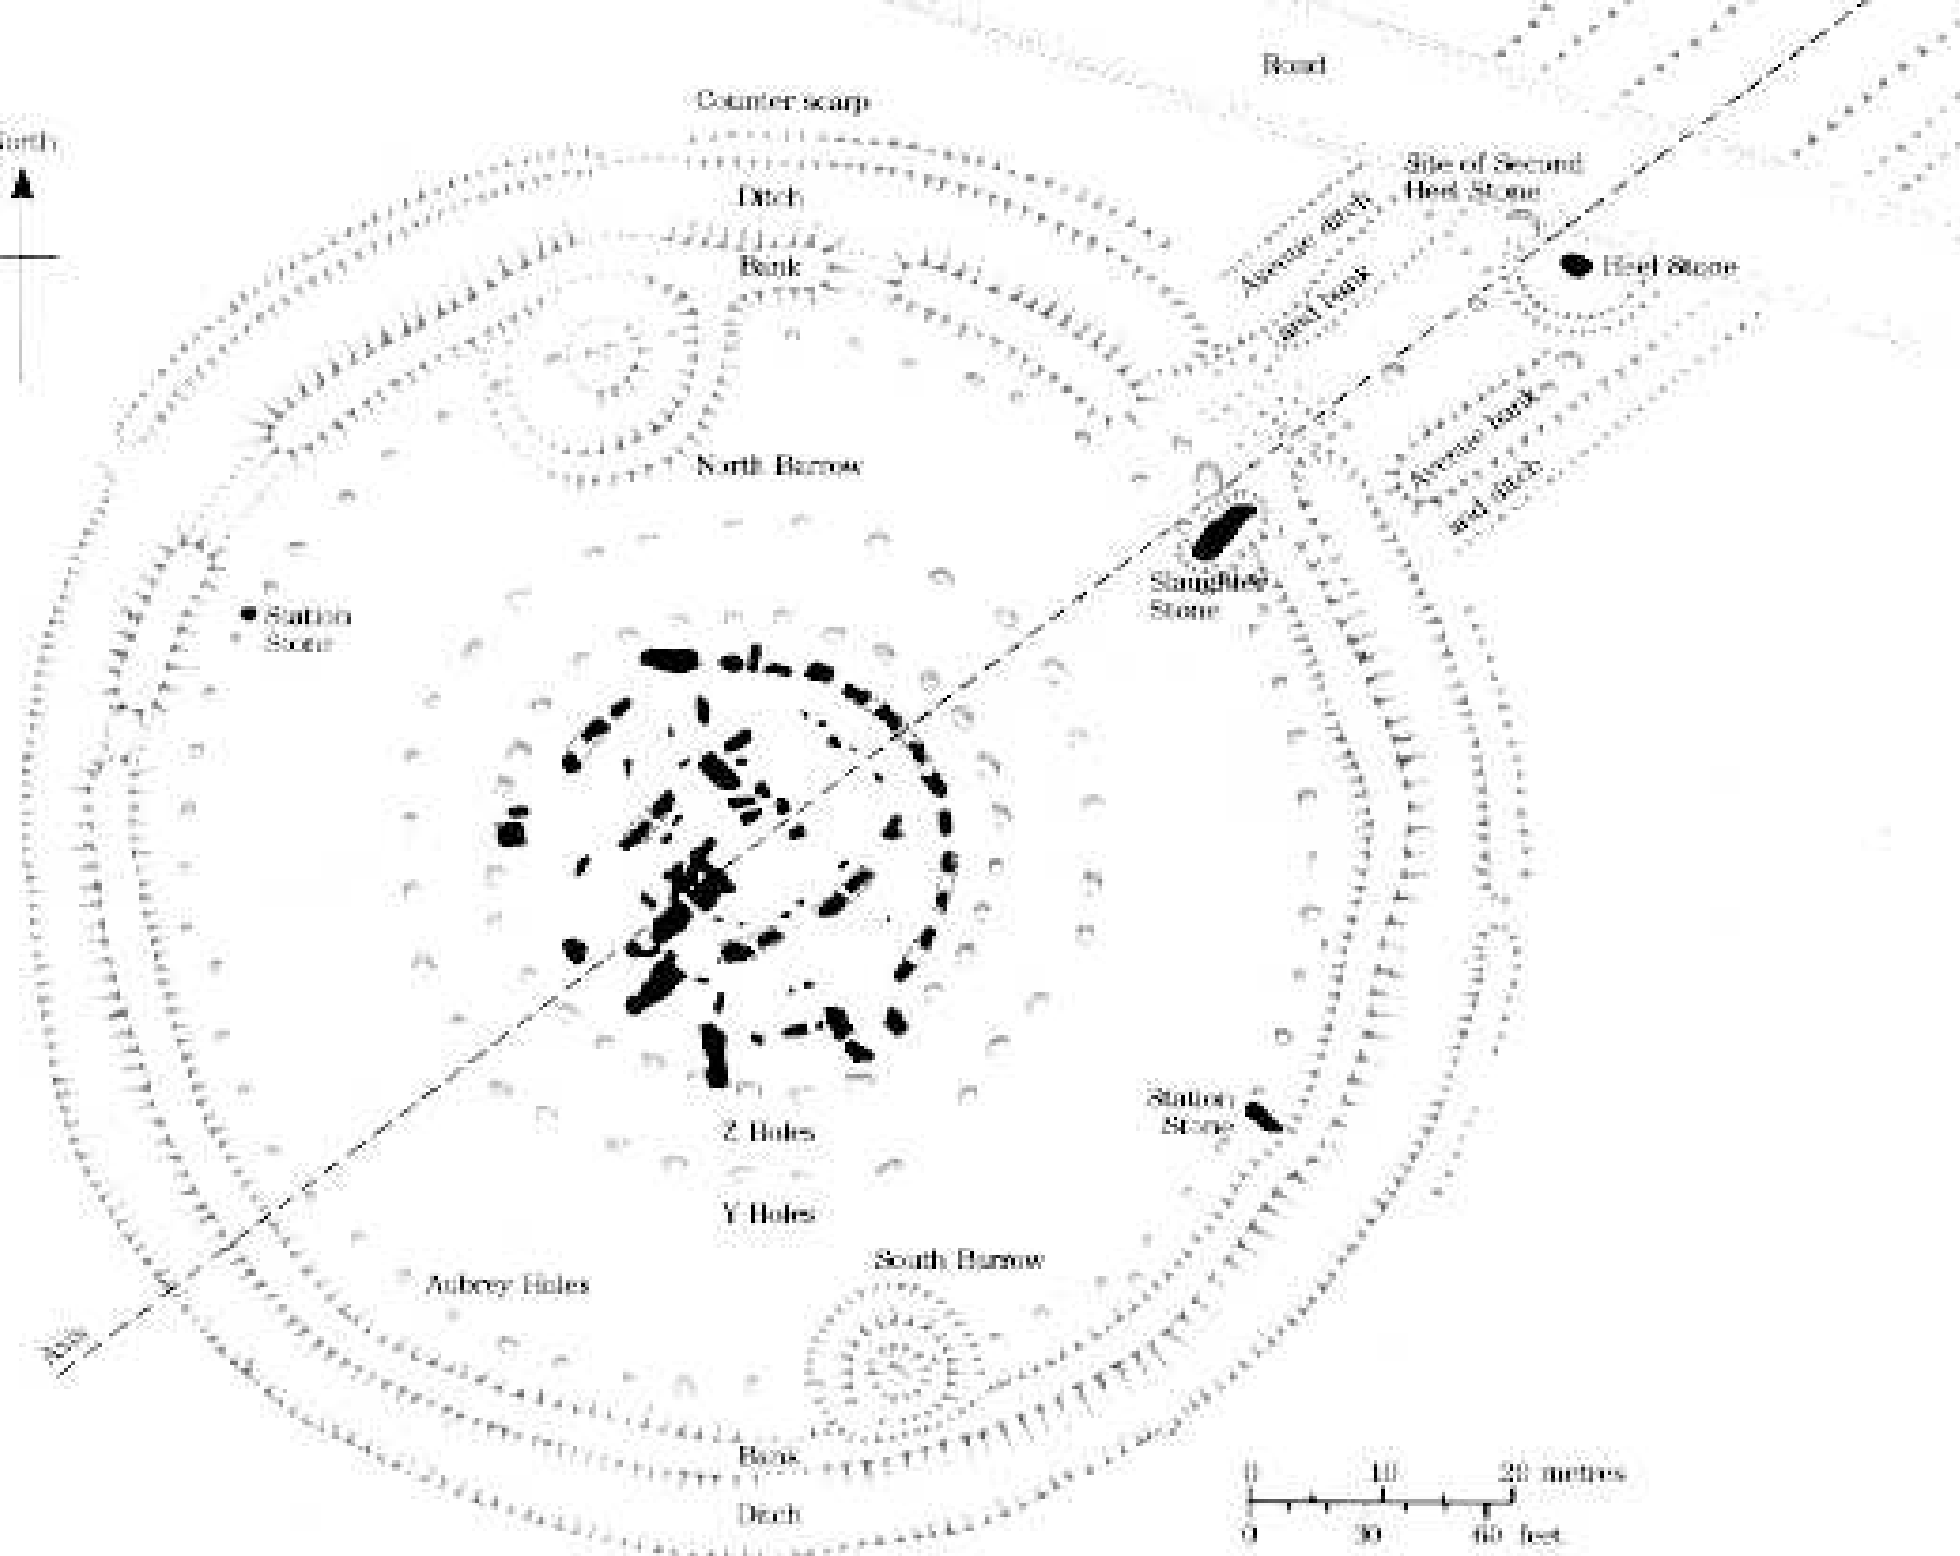 Road
Counter scarp
North
Site of Second
Heel Stone
Ditch
Avenue ditch
and bank
Bank
Heel Stone
Avenue bank
and ditch
North Barrow
Slaughter
Stone
Station
Stone
Station
Stone
Z Holes
Y Holes
South Barrow
Aubrey Holes
Axis
Bank
Ditch
0 10 20 metres
0 30 60 feet